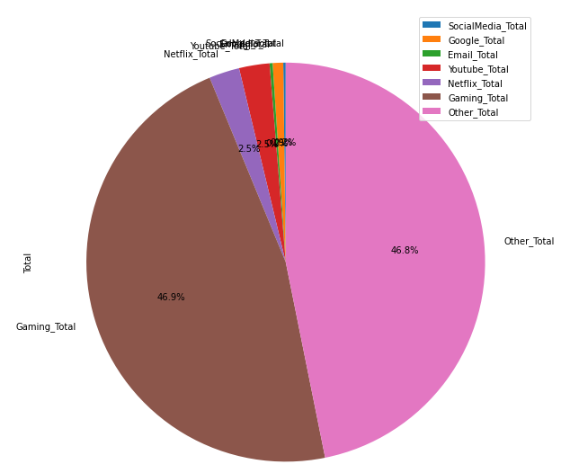 SocialMedia_Total
Google_Total
Email_Total
Youtube_Total
Netflix_Total
Gaming_Total
Other_Total
Netflix_Total
2.5%
Other_Total
46.8%
Total
46.9%
Gaming_Total